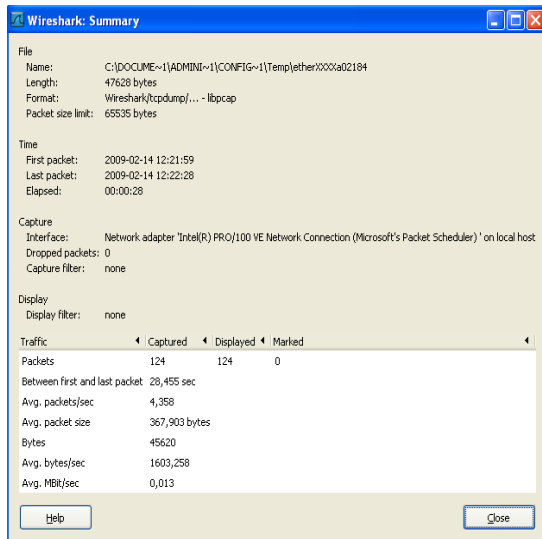 Wireshark: Summary
File
Name: C:\DOCUME~1\ADMINI~1\CONFIG~1\Temp\etherXXXXa02184
Length: 47628 bytes
Format: Wireshark/tcpdump/... - libpcap
Packet size limit: 65535 bytes
Time
First packet: 2009-02-14 12:21:59
Last packet: 2009-02-14 12:22:28
Elapsed: 00:00:28
Capture
Interface: Network adapter 'Intel(R) PRO/100 VE Network Connection (Microsoft's Packet Scheduler) ' on local host
Dropped packets: 0
Capture filter: none
Display
Display filter: none
Traffic Captured Displayed Marked
Packets 124 124 0
Between first and last packet 28,455 sec
Avg. packets/sec 4,358
Avg. packet size 367,903 bytes
Bytes 45620
Avg. bytes/sec 1603,258
Avg. MBit/sec 0,013
Help Close